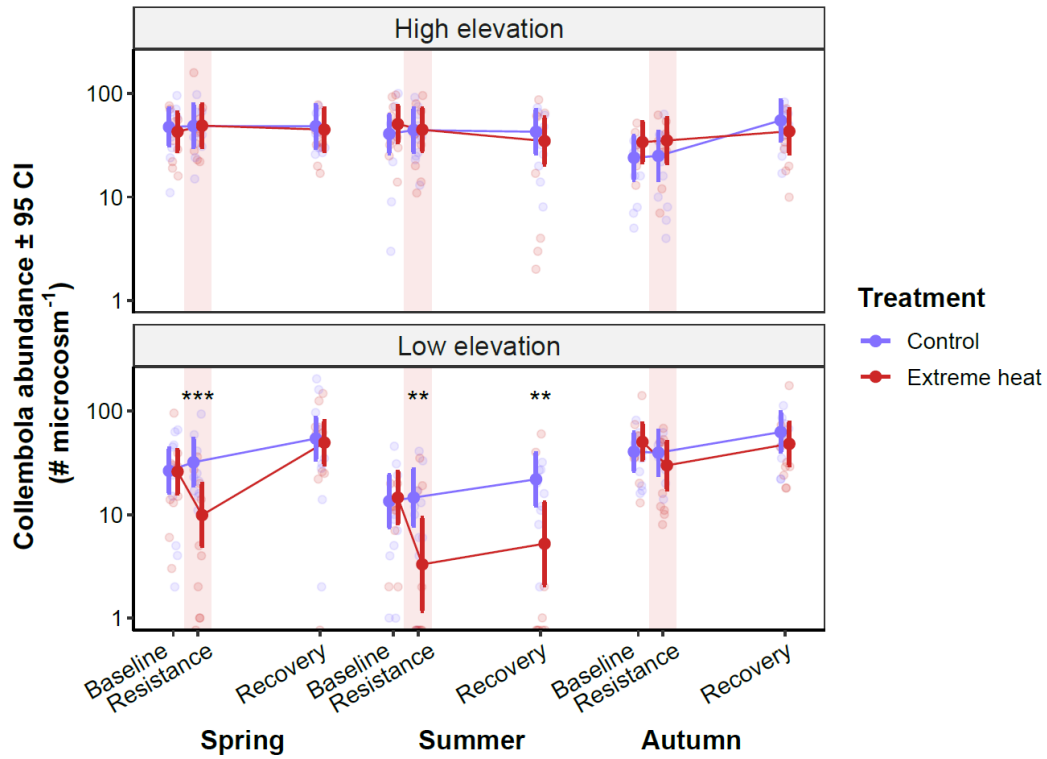 High elevation
100
10
1
Low elevation
*** ** **
100
10
1
Collembola abundance ± 95 CI
(# microcosm⁻¹)
Baseline Resistance Recovery Baseline Resistance Recovery Baseline Resistance Recovery
Spring Summer Autumn
Treatment
Control
Extreme heat